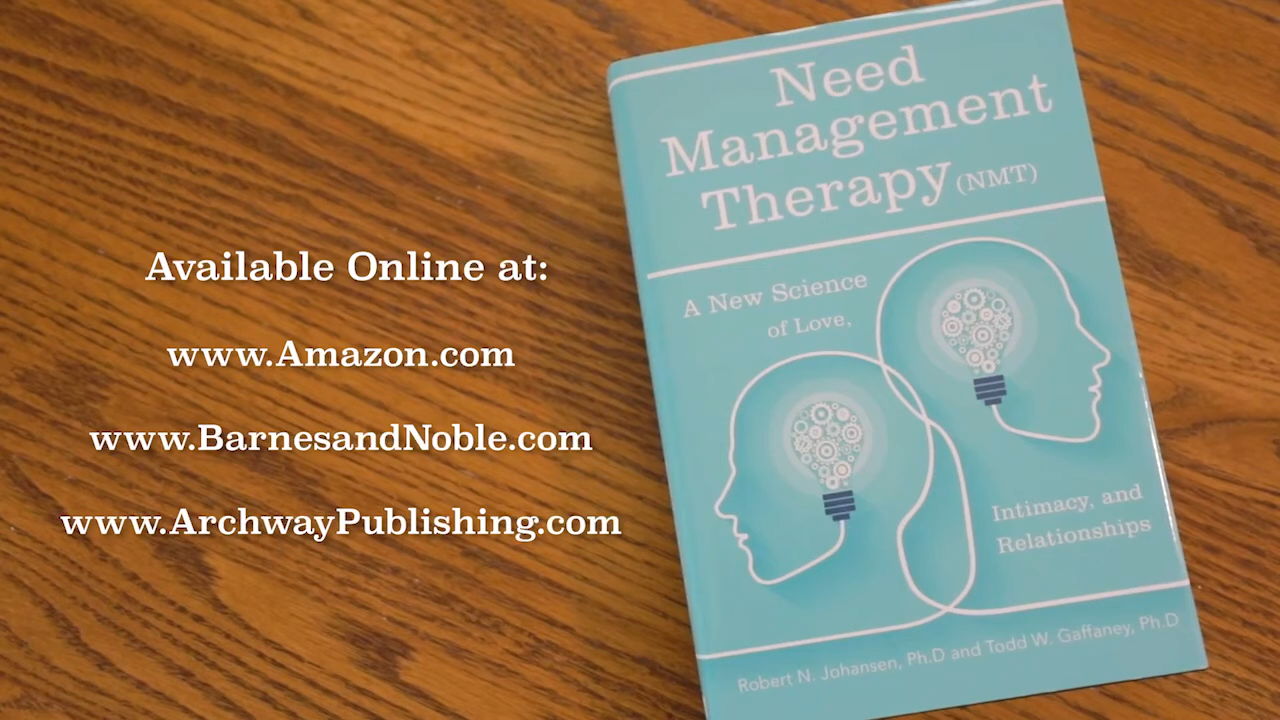 Available Online at:
www.Amazon.com
www.BarnesandNoble.com
www.ArchwayPublishing.com
Need
Management
Therapy (NMT)
A New Science
of Love,
Intimacy, and
Relationships
Robert N. Johansen, Ph.D and Todd W. Gaffaney, Ph.D